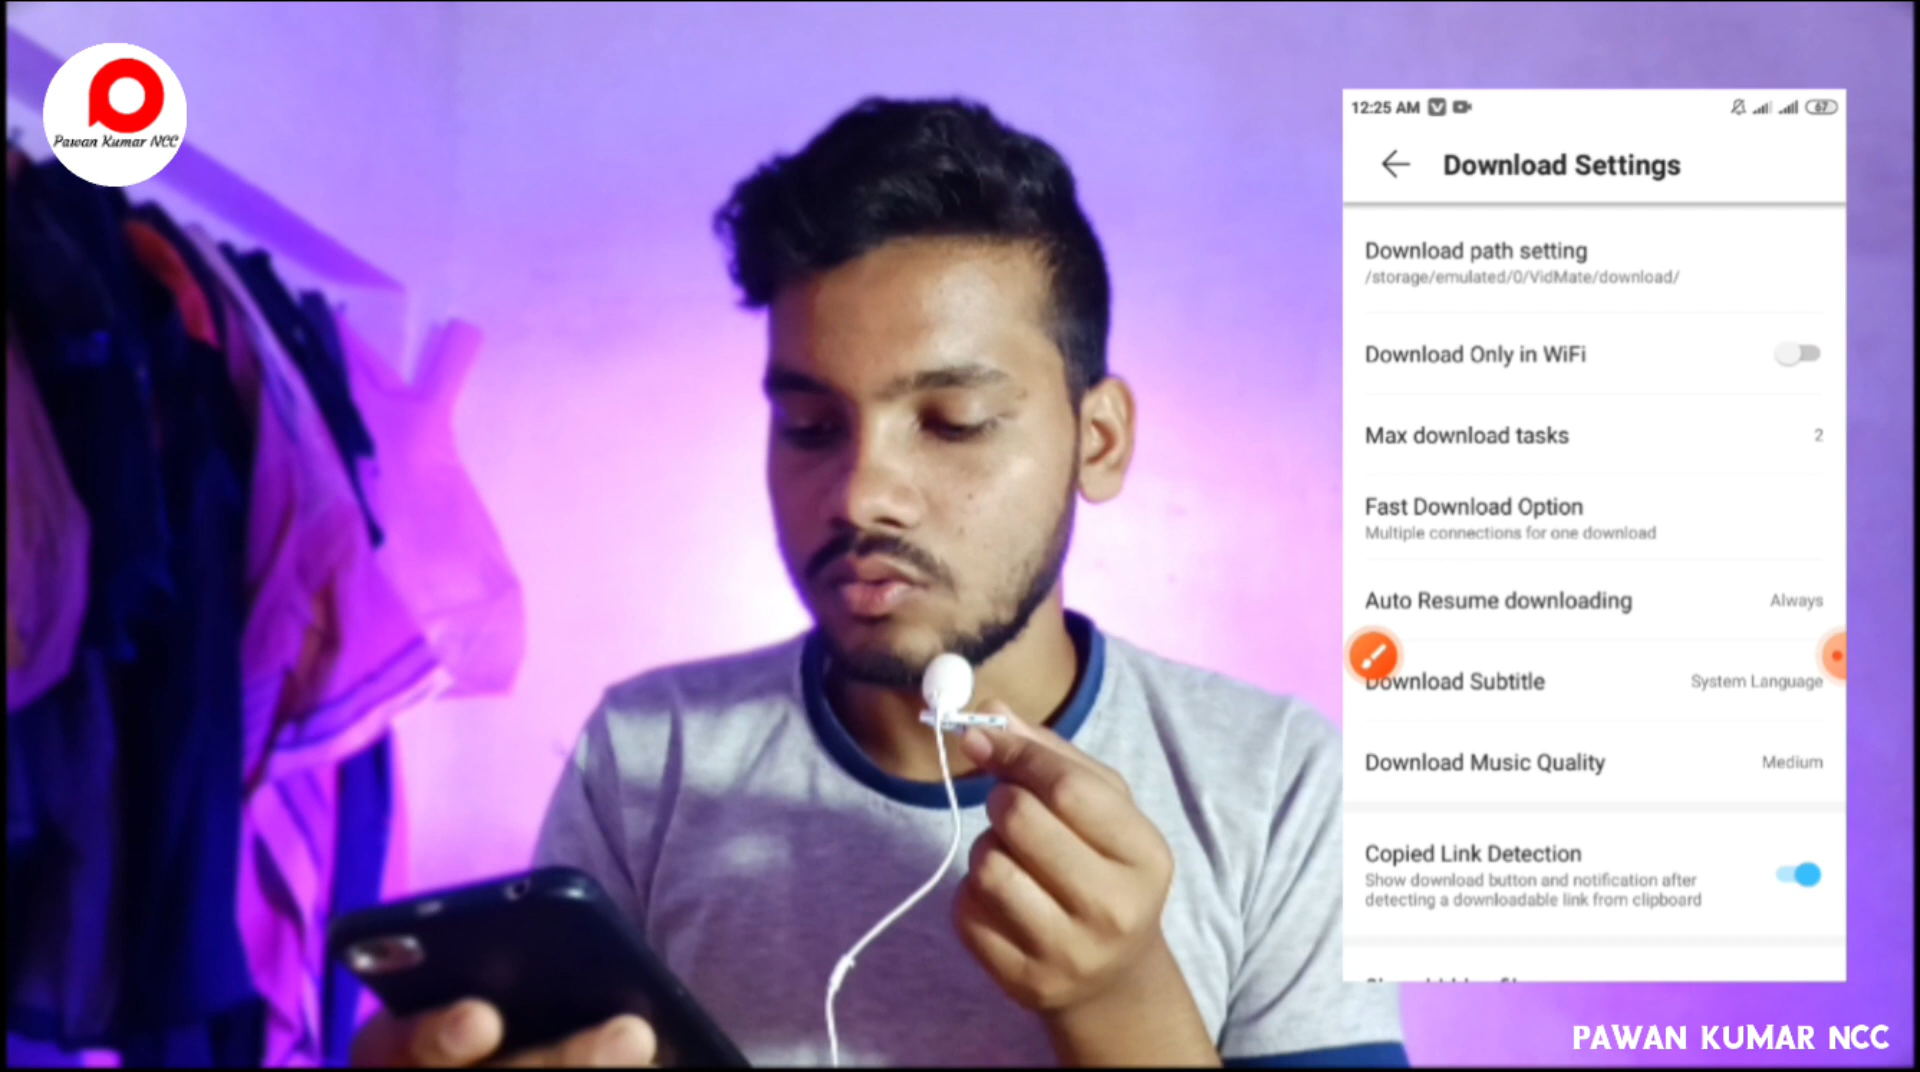 Pawan Kumar NCC
12:25 AM
67
Download Settings
Download path setting
/storage/emulated/0/VidMate/download/
Download Only in WiFi
Max download tasks 2
Fast Download Option
Multiple connections for one download
Auto Resume downloading Always
Download Subtitle System Language
Download Music Quality Medium
Copied Link Detection
Show download button and notification after
detecting a downloadable link from clipboard
PAWAN KUMAR NCC